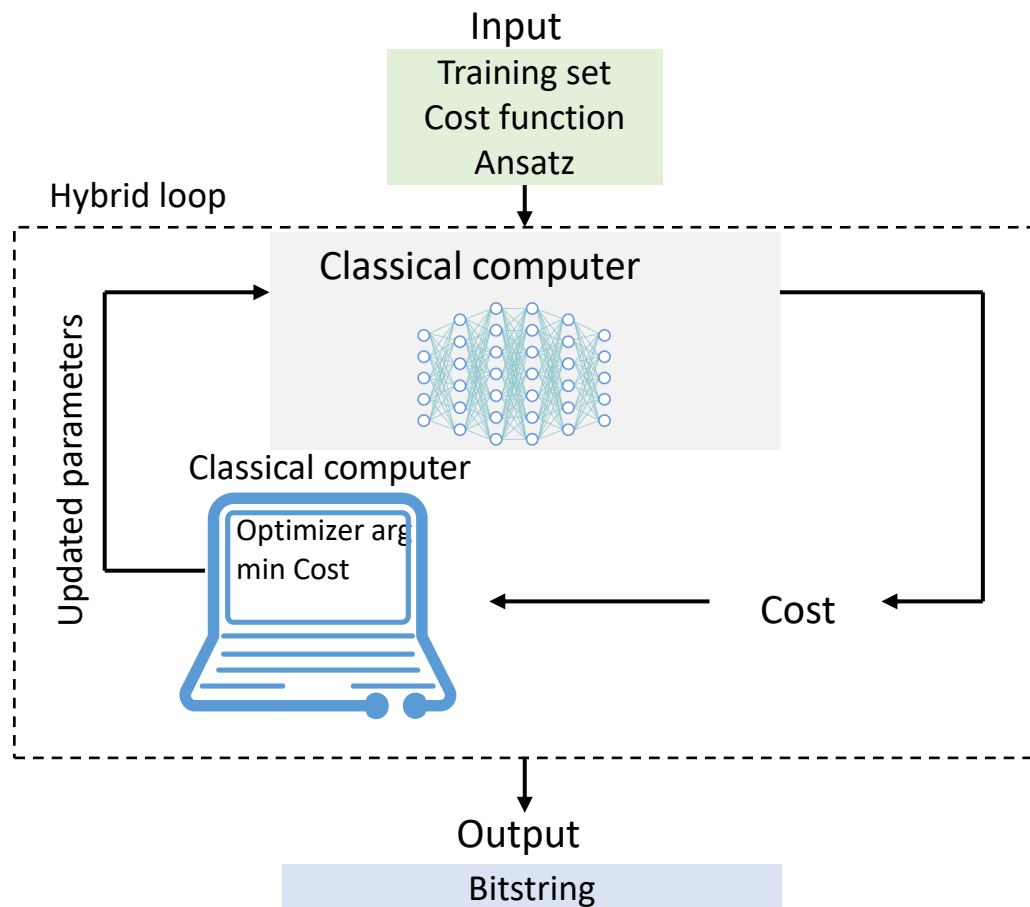 Input
Training set
Cost function
Ansatz
Hybrid loop
Classical computer
Updated parameters
Classical computer
Optimizer arg
min Cost
Cost
Output
Bitstring